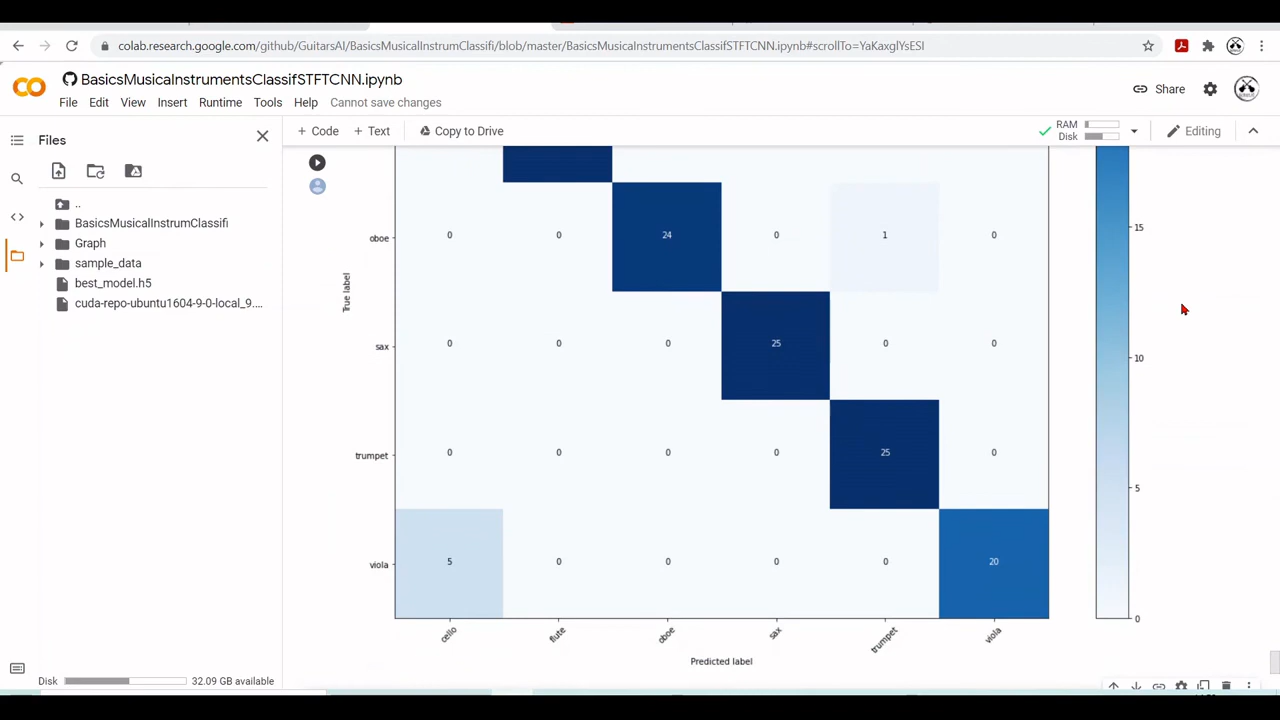 colab.research.google.com/github/GuitarsAI/BasicsMusicalInstrumClassifi/blob/master/BasicsMusicalInstrumentsClassifSTFTCNN.ipynb#scrollTo=YaKaxglYsESI
BasicsMusicaInstrumentsClassifSTFTCNN.ipynb
File Edit View Insert Runtime Tools Help Cannot save changes
Share
Files
+ Code + Text Copy to Drive
RAM
Disk
Editing
..
BasicsMusicalInstrumClassifi
Graph
sample_data
best_model.h5
cuda-repo-ubuntu1604-9-0-local_9....
True label
oboe 0 0 24 0 1 0
sax 0 0 0 25 0 0
trumpet 0 0 0 0 25 0
viola 5 0 0 0 0 20
cello flute oboe sax trumpet viola
Predicted label
15
10
5
0
Disk 32.09 GB available